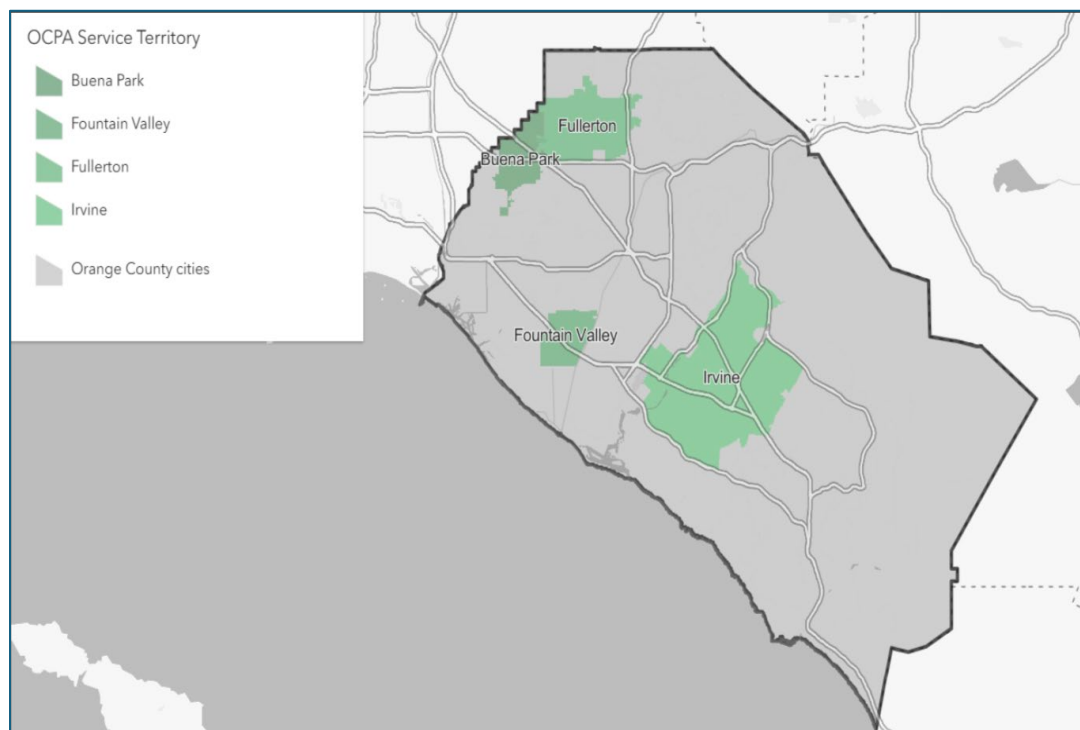 OCPA Service Territory
Buena Park
Fountain Valley
Fullerton
Irvine
Orange County cities
Fullerton
Buena Park
Fountain Valley
Irvine